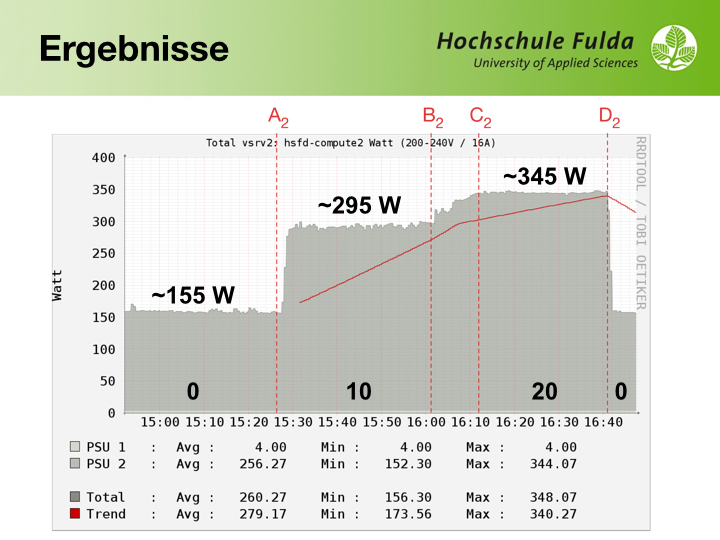 Ergebnisse
Hochschule Fulda
University of Applied Sciences
A2 B2 C2 D2
Total vsrv2: hsfd-compute2 Watt (200-240V / 16A)
RRDTOOL / TOBI OETIKER
Watt
400
350
300
250
200
150
100
50
0
~155 W
~295 W
~345 W
0 10 20 0
15:00 15:10 15:20 15:30 15:40 15:50 16:00 16:10 16:20 16:30 16:40
PSU 1 : Avg : 4.00 Min : 4.00 Max : 4.00
PSU 2 : Avg : 256.27 Min : 152.30 Max : 344.07
Total : Avg : 260.27 Min : 156.30 Max : 348.07
Trend : Avg : 279.17 Min : 173.56 Max : 340.27